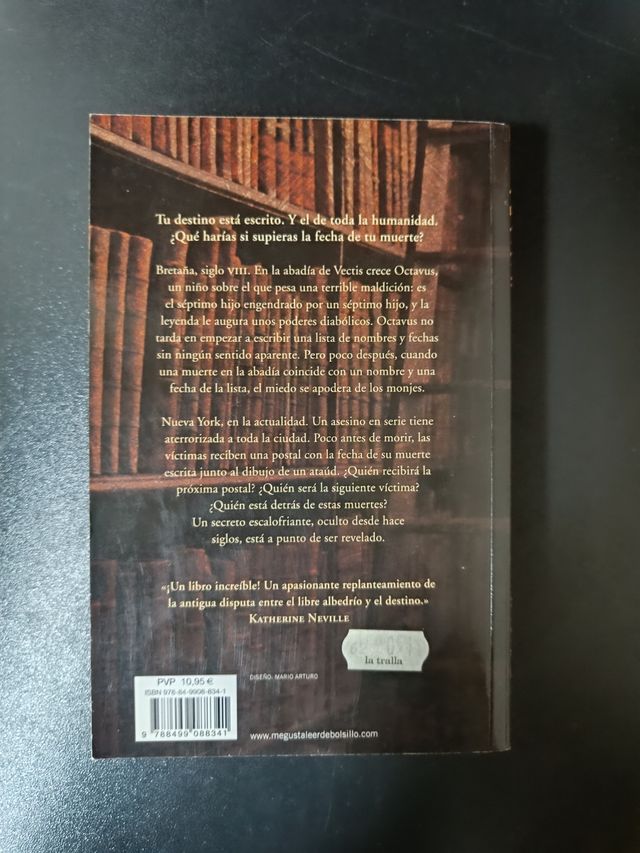 Tu destino está escrito. Y el de toda la humanidad.
¿Qué harías si supieras la fecha de tu muerte?
Bretaña, siglo VIII. En la abadía de Vectis crece Octavus,
un niño sobre el que pesa una terrible maldición: es
el séptimo hijo engendrado por un séptimo hijo, y la
leyenda le augura unos poderes diabólicos. Octavus no
tarda en empezar a escribir una lista de nombres y fechas
sin ningún sentido aparente. Pero poco después, cuando
una muerte en la abadía coincide con un nombre y una
fecha de la lista, el miedo se apodera de los monjes.
Nueva York, en la actualidad. Un asesino en serie tiene
aterrorizada a toda la ciudad. Poco antes de morir, las
víctimas reciben una postal con la fecha de su muerte
escrita junto al dibujo de un ataúd. ¿Quién recibirá la
próxima postal? ¿Quién será la siguiente víctima?
¿Quién está detrás de estas muertes?
Un secreto escalofriante, oculto desde hace
siglos, está a punto de ser revelado.
«¡Un libro increíble! Un apasionante replanteamiento de
la antigua disputa entre el libre albedrío y el destino.»
KATHERINE NEVILLE
la tralla
PVP 10,95 €
ISBN 978-84-9908-834-1
9 788499 088341
DISEÑO: MARIO ARTURO
www.megustaleerdebolsillo.com